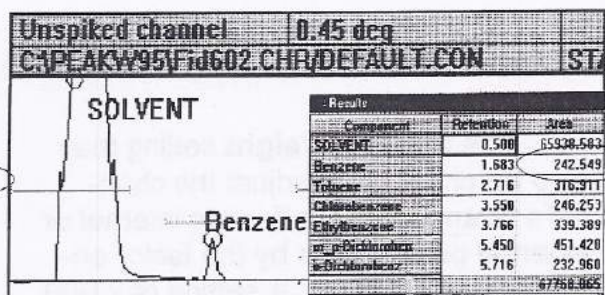 Unspiked channel 0.45 deg
C:\PEAKW95\Fid602.CHR/DEFAULT.CON STA
SOLVENT
Benzene
- Results
Component Retention Area
SOLVENT 0.500 65938.583
Benzene 1.683 242.549
Toluene 2.716 316.911
Chlorobenzene 3.550 246.253
Ethylbenzene 3.766 339.389
5.450 451.420
o-Dichlorobenz 5.716 232.960
67768.065